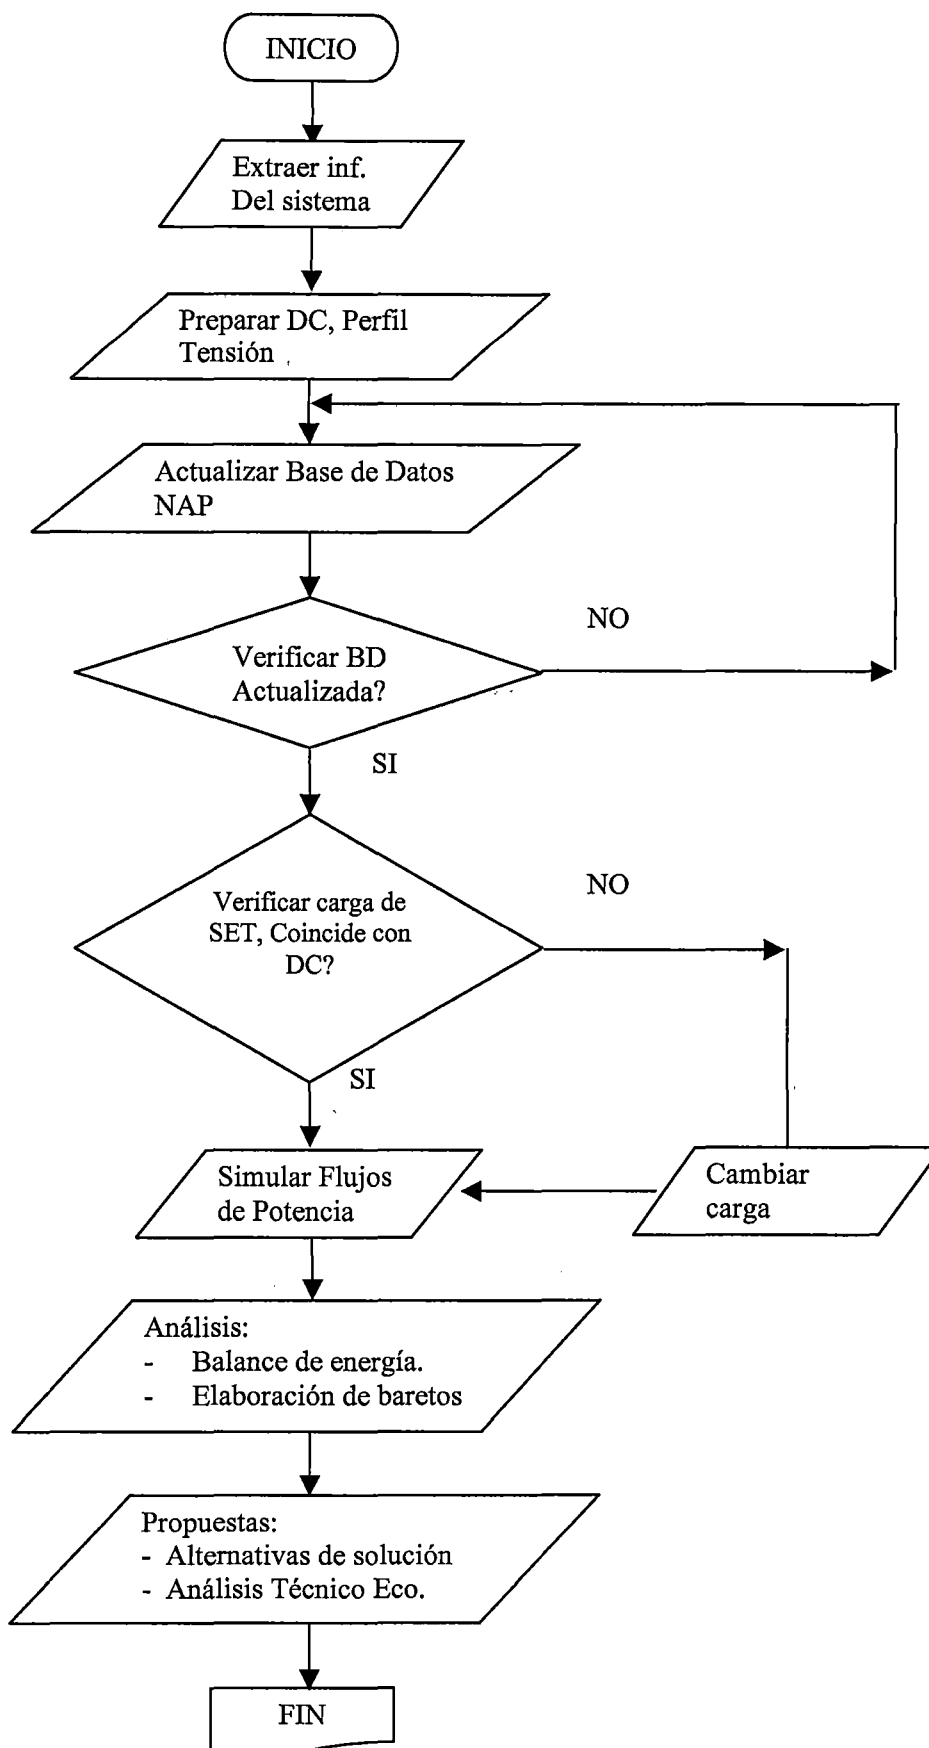 INICIO
Extraer inf.
Del sistema
Preparar DC, Perfil
Tensión
Actualizar Base de Datos
NAP
NO
Verificar BD
Actualizada?
SI
NO
Verificar carga de
SET, Coincide con
DC?
SI
Simular Flujos
de Potencia
Cambiar
carga
Análisis:
- Balance de energía.
- Elaboración de baretos
Propuestas:
- Alternativas de solución
- Análisis Técnico Eco.
FIN